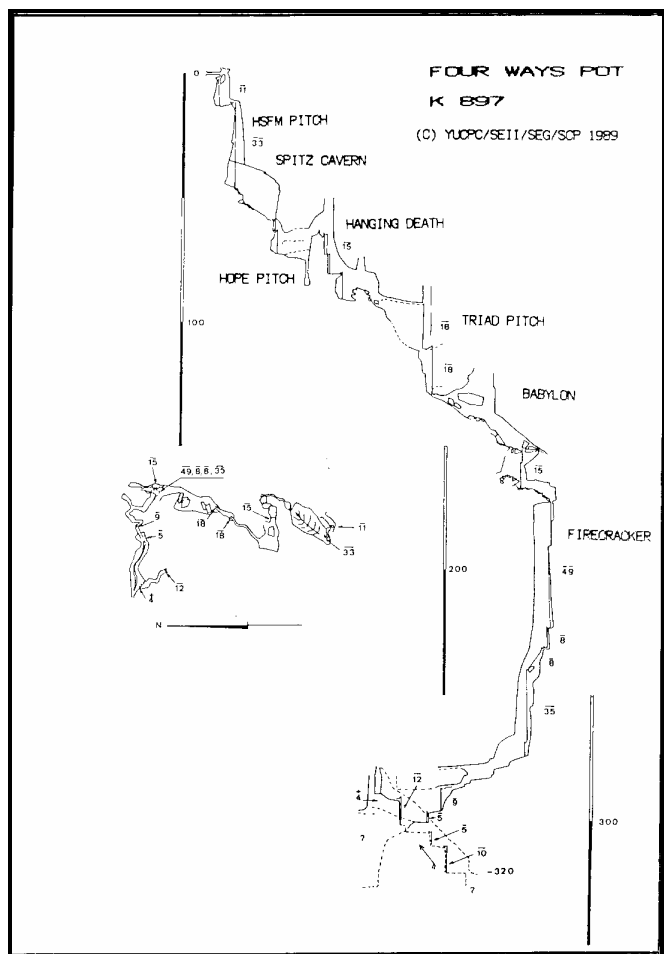 FOUR WAYS POT
K 897
(C) YUCPC/SEII/SEG/SCP 1989
0
11
HSFM PITCH
33
SPITZ CAVERN
HANGING DEATH
15
HOPE PITCH
100
TRIAD PITCH
18
18
BABYLON
15
FIRECRACKER
15
49, 8, 8, 35
9
5
18
18
15
11
33
12
4
N
200
49
8
8
35
12
4
9
5
?
5
10
-320
?
300